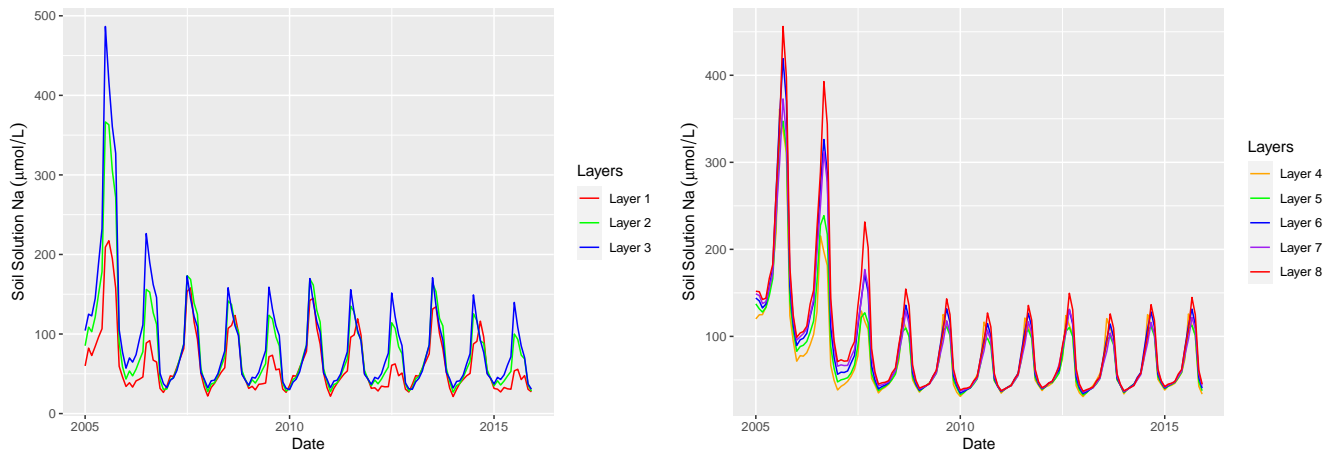 500
400
300
200
100
0
Soil Solution Na (μmol/L)
2005
2010
2015
Date
Layers
Layer 1
Layer 2
Layer 3
400
300
200
100
Soil Solution Na (μmol/L)
2005
2010
2015
Date
Layers
Layer 4
Layer 5
Layer 6
Layer 7
Layer 8